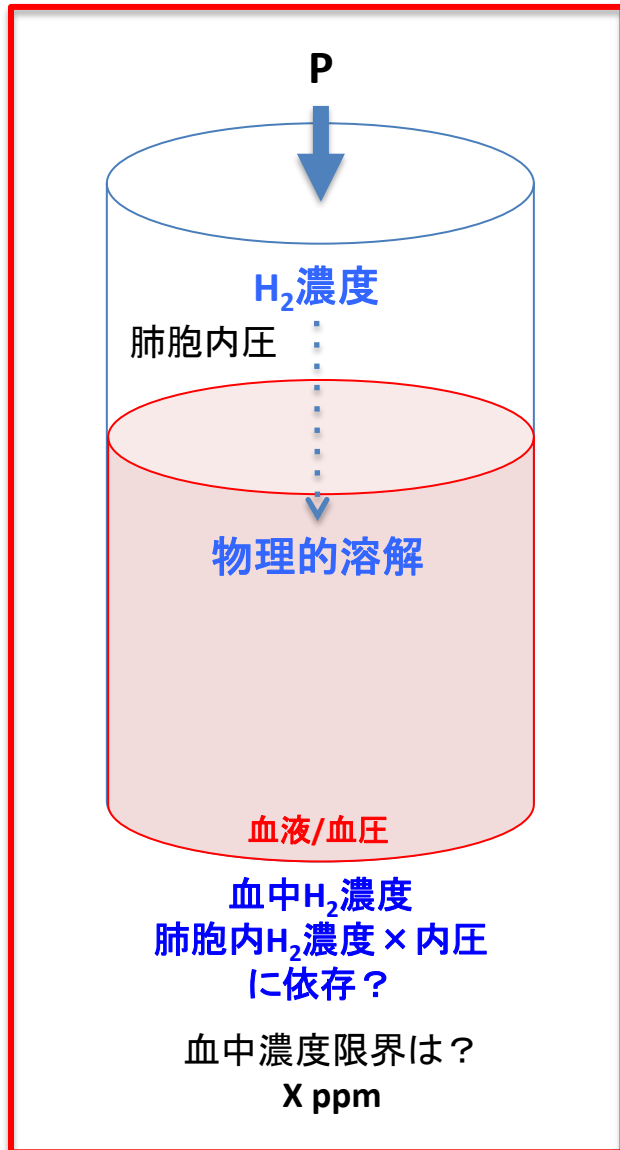 P
H₂濃度
肺胞内圧
物理的溶解
血液/血圧
血中H₂濃度
肺胞内H₂濃度×内圧
に依存？
血中濃度限界は？
X ppm